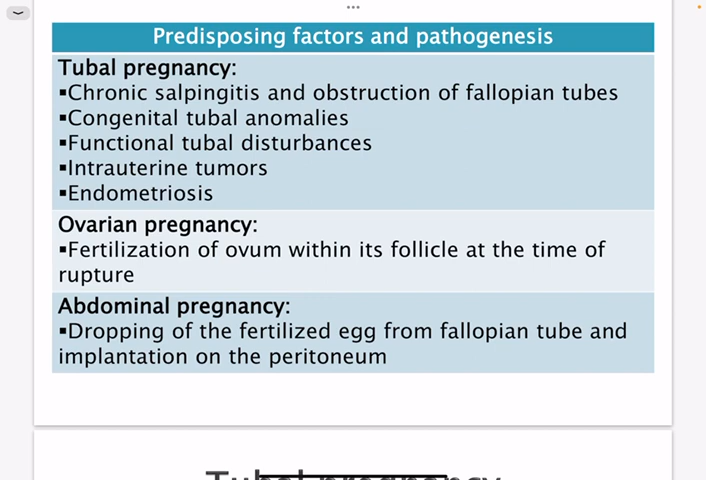 Predisposing factors and pathogenesis
Tubal pregnancy:
▪Chronic salpingitis and obstruction of fallopian tubes
▪Congenital tubal anomalies
▪Functional tubal disturbances
▪Intrauterine tumors
▪Endometriosis
Ovarian pregnancy:
▪Fertilization of ovum within its follicle at the time of
rupture
Abdominal pregnancy:
▪Dropping of the fertilized egg from fallopian tube and
implantation on the peritoneum
Tubal pregnancy